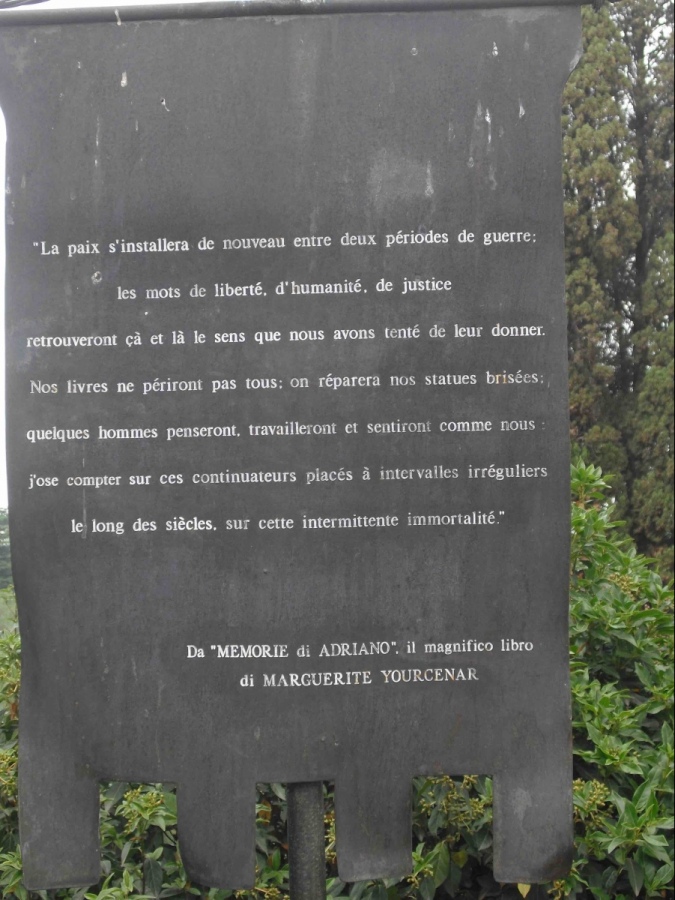 "La paix s'installera de nouveau entre deux périodes de guerre;
les mots de liberté, d'humanité, de justice
retrouveront çà et là le sens que nous avons tenté de leur donner.
Nos livres ne périront pas tous; on réparera nos statues brisées;
quelques hommes penseront, travailleront et sentiront comme nous :
j'ose compter sur ces continuateurs placés à intervalles irréguliers
le long des siècles, sur cette intermittente immortalité."
Da "MEMORIE di ADRIANO", il magnifico libro
di MARGUERITE YOURCENAR